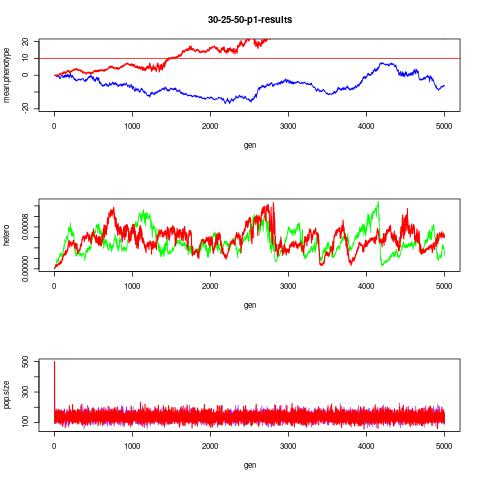 30-25-50-p1-results
mean.phenotype
20
10
0
-20
0 1000 2000 3000 4000 5000
gen
hetero
0.00008
0.00000
0 1000 2000 3000 4000 5000
gen
pop.size
500
300
100
0 1000 2000 3000 4000 5000
gen